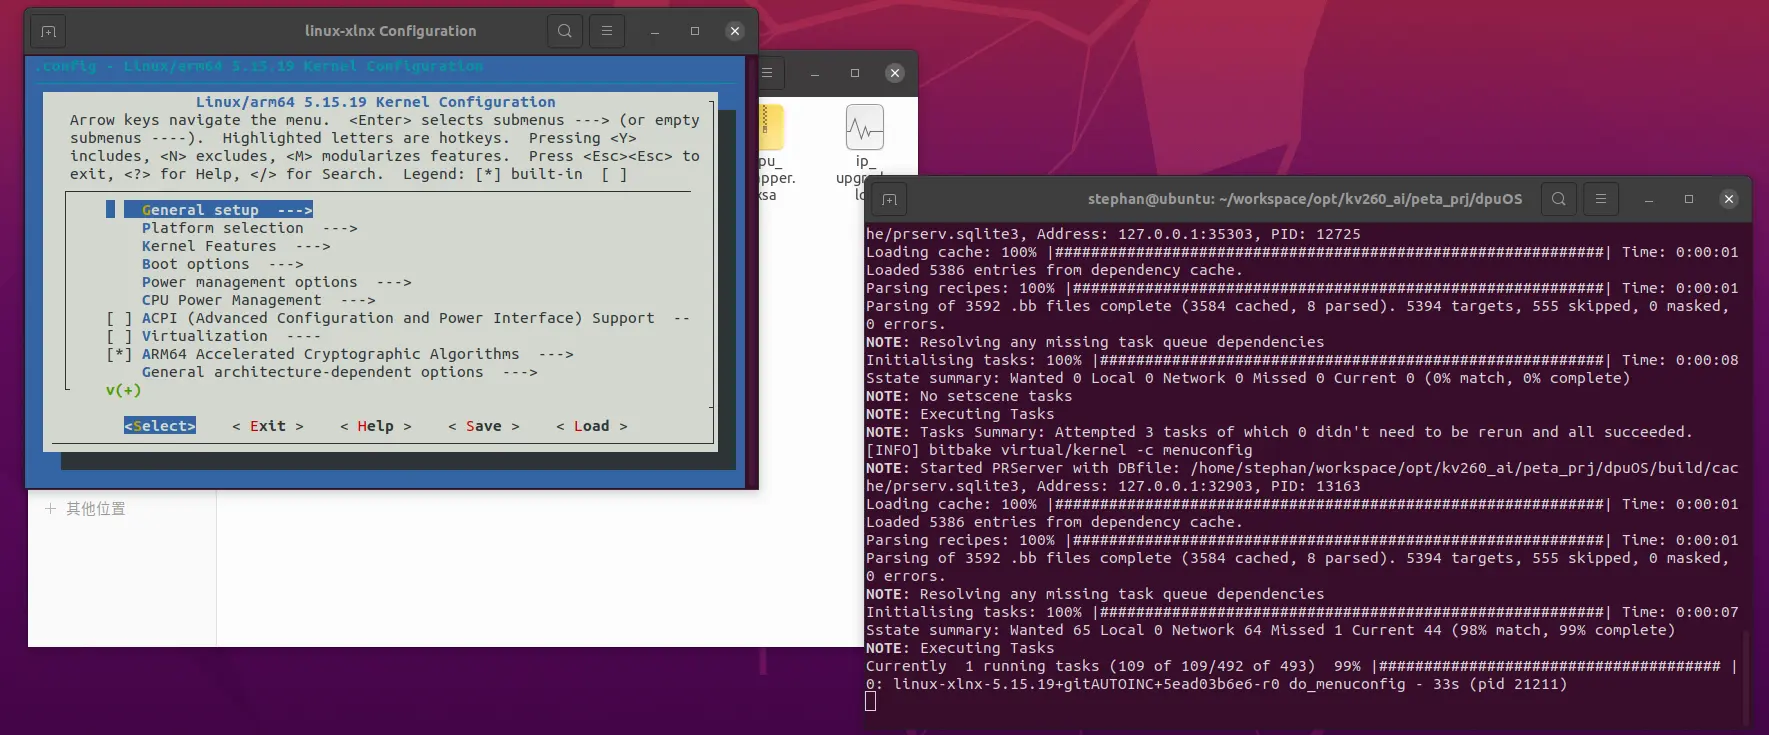 linux-xlnx Configuration
.config - Linux/arm64 5.15.19 Kernel Configuration
Linux/arm64 5.15.19 Kernel Configuration
Arrow keys navigate the menu.  <Enter> selects submenus ---> (or empty
submenus ----).  Highlighted letters are hotkeys.  Pressing <Y>
includes, <N> excludes, <M> modularizes features.  Press <Esc><Esc> to
exit, <?> for Help, </> for Search.  Legend: [*] built-in  [ ]
General setup  --->
Platform selection  --->
Kernel Features  --->
Boot options  --->
Power management options  --->
CPU Power Management  --->
[ ] ACPI (Advanced Configuration and Power Interface) Support  --
[ ] Virtualization  ----
[*] ARM64 Accelerated Cryptographic Algorithms  --->
General architecture-dependent options  --->
v(+)
<Select>    < Exit >    < Help >    < Save >    < Load >
其他位置
pu_
pper.
xsa
ip_
upgr
lo
stephan@ubuntu: ~/workspace/opt/kv260_ai/peta_prj/dpuOS
he/prserv.sqlite3, Address: 127.0.0.1:35303, PID: 12725
Loading cache: 100% |#############################################################| Time: 0:00:01
Loaded 5386 entries from dependency cache.
Parsing recipes: 100% |###########################################################| Time: 0:00:01
Parsing of 3592 .bb files complete (3584 cached, 8 parsed). 5394 targets, 555 skipped, 0 masked,
0 errors.
NOTE: Resolving any missing task queue dependencies
Initialising tasks: 100% |########################################################| Time: 0:00:08
Sstate summary: Wanted 0 Local 0 Network 0 Missed 0 Current 0 (0% match, 0% complete)
NOTE: No setscene tasks
NOTE: Executing Tasks
NOTE: Tasks Summary: Attempted 3 tasks of which 0 didn't need to be rerun and all succeeded.
[INFO] bitbake virtual/kernel -c menuconfig
NOTE: Started PRServer with DBfile: /home/stephan/workspace/opt/kv260_ai/peta_prj/dpuOS/build/cac
he/prserv.sqlite3, Address: 127.0.0.1:32903, PID: 13163
Loading cache: 100% |#############################################################| Time: 0:00:01
Loaded 5386 entries from dependency cache.
Parsing recipes: 100% |###########################################################| Time: 0:00:01
Parsing of 3592 .bb files complete (3584 cached, 8 parsed). 5394 targets, 555 skipped, 0 masked,
0 errors.
NOTE: Resolving any missing task queue dependencies
Initialising tasks: 100% |########################################################| Time: 0:00:07
Sstate summary: Wanted 65 Local 0 Network 64 Missed 1 Current 44 (98% match, 99% complete)
NOTE: Executing Tasks
Currently  1 running tasks (109 of 109/492 of 493)  99% |###################################### |
0: linux-xlnx-5.15.19+gitAUTOINC+5ead03b6e6-r0 do_menuconfig - 33s (pid 21211)